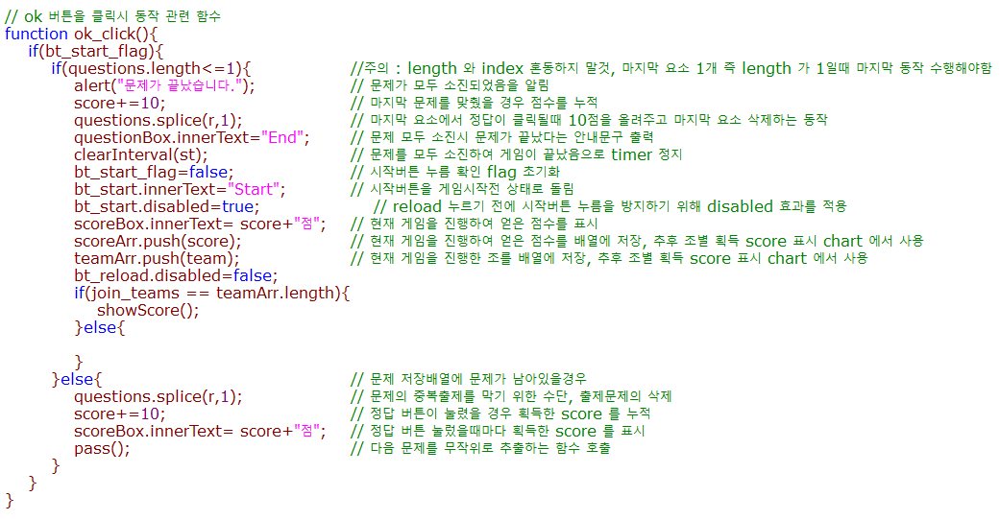 // ok 버튼을 클릭시 동작 관련 함수
function ok_click(){
    if(bt_start_flag){
        if(questions.length<=1){                 //주의 : length 와 index 혼동하지 말것, 마지막 요소 1개 즉 length 가 1일때 마지막 동작 수행해야함
            alert("문제가 끝났습니다.");                 // 문제가 모두 소진되었음을 알림
            score+=10;                                // 마지막 문제를 맞췄을 경우 점수를 누적
            questions.splice(r,1);                   // 마지막 요소에서 정답이 클릭될때 10점을 올려주고 마지막 요소 삭제하는 동작
            questionBox.innerText="End";       // 문제 모두 소진시 문제가 끝났다는 안내문구 출력
            clearInterval(st);                         // 문제를 모두 소진하여 게임이 끝났음으로 timer 정지
            bt_start_flag=false;                    // 시작버튼 누름 확인 flag 초기화
            bt_start.innerText="Start";           // 시작버튼을 게임시작전 상태로 돌림
            bt_start.disabled=true;                   // reload 누르기 전에 시작버튼 누름을 방지하기 위해 disabled 효과를 적용
            scoreBox.innerText= score+"점";    // 현재 게임을 진행하여 얻은 점수를 표시
            scoreArr.push(score);                   // 현재 게임을 진행하여 얻은 점수를 배열에 저장, 추후 조별 획득 score 표시 chart 에서 사용
            teamArr.push(team);                   // 현재 게임을 진행한 조를 배열에 저장, 추후 조별 획득 score 표시 chart 에서 사용
            bt_reload.disabled=false;
            if(join_teams == teamArr.length){
                showScore();
            }else{
            }
        }else{                                          // 문제 저장배열에 문제가 남아있을경우
            questions.splice(r,1);                   // 문제의 중복출제를 막기 위한 수단, 출제문제의 삭제
            score+=10;                                // 정답 버튼이 눌렸을 경우 획득한 score 를 누적
            scoreBox.innerText= score+"점";    // 정답 버튼 눌렀을때마다 획득한 score 를 표시
            pass();                                       // 다음 문제를 무작위로 추출하는 함수 호출
        }
    }
}